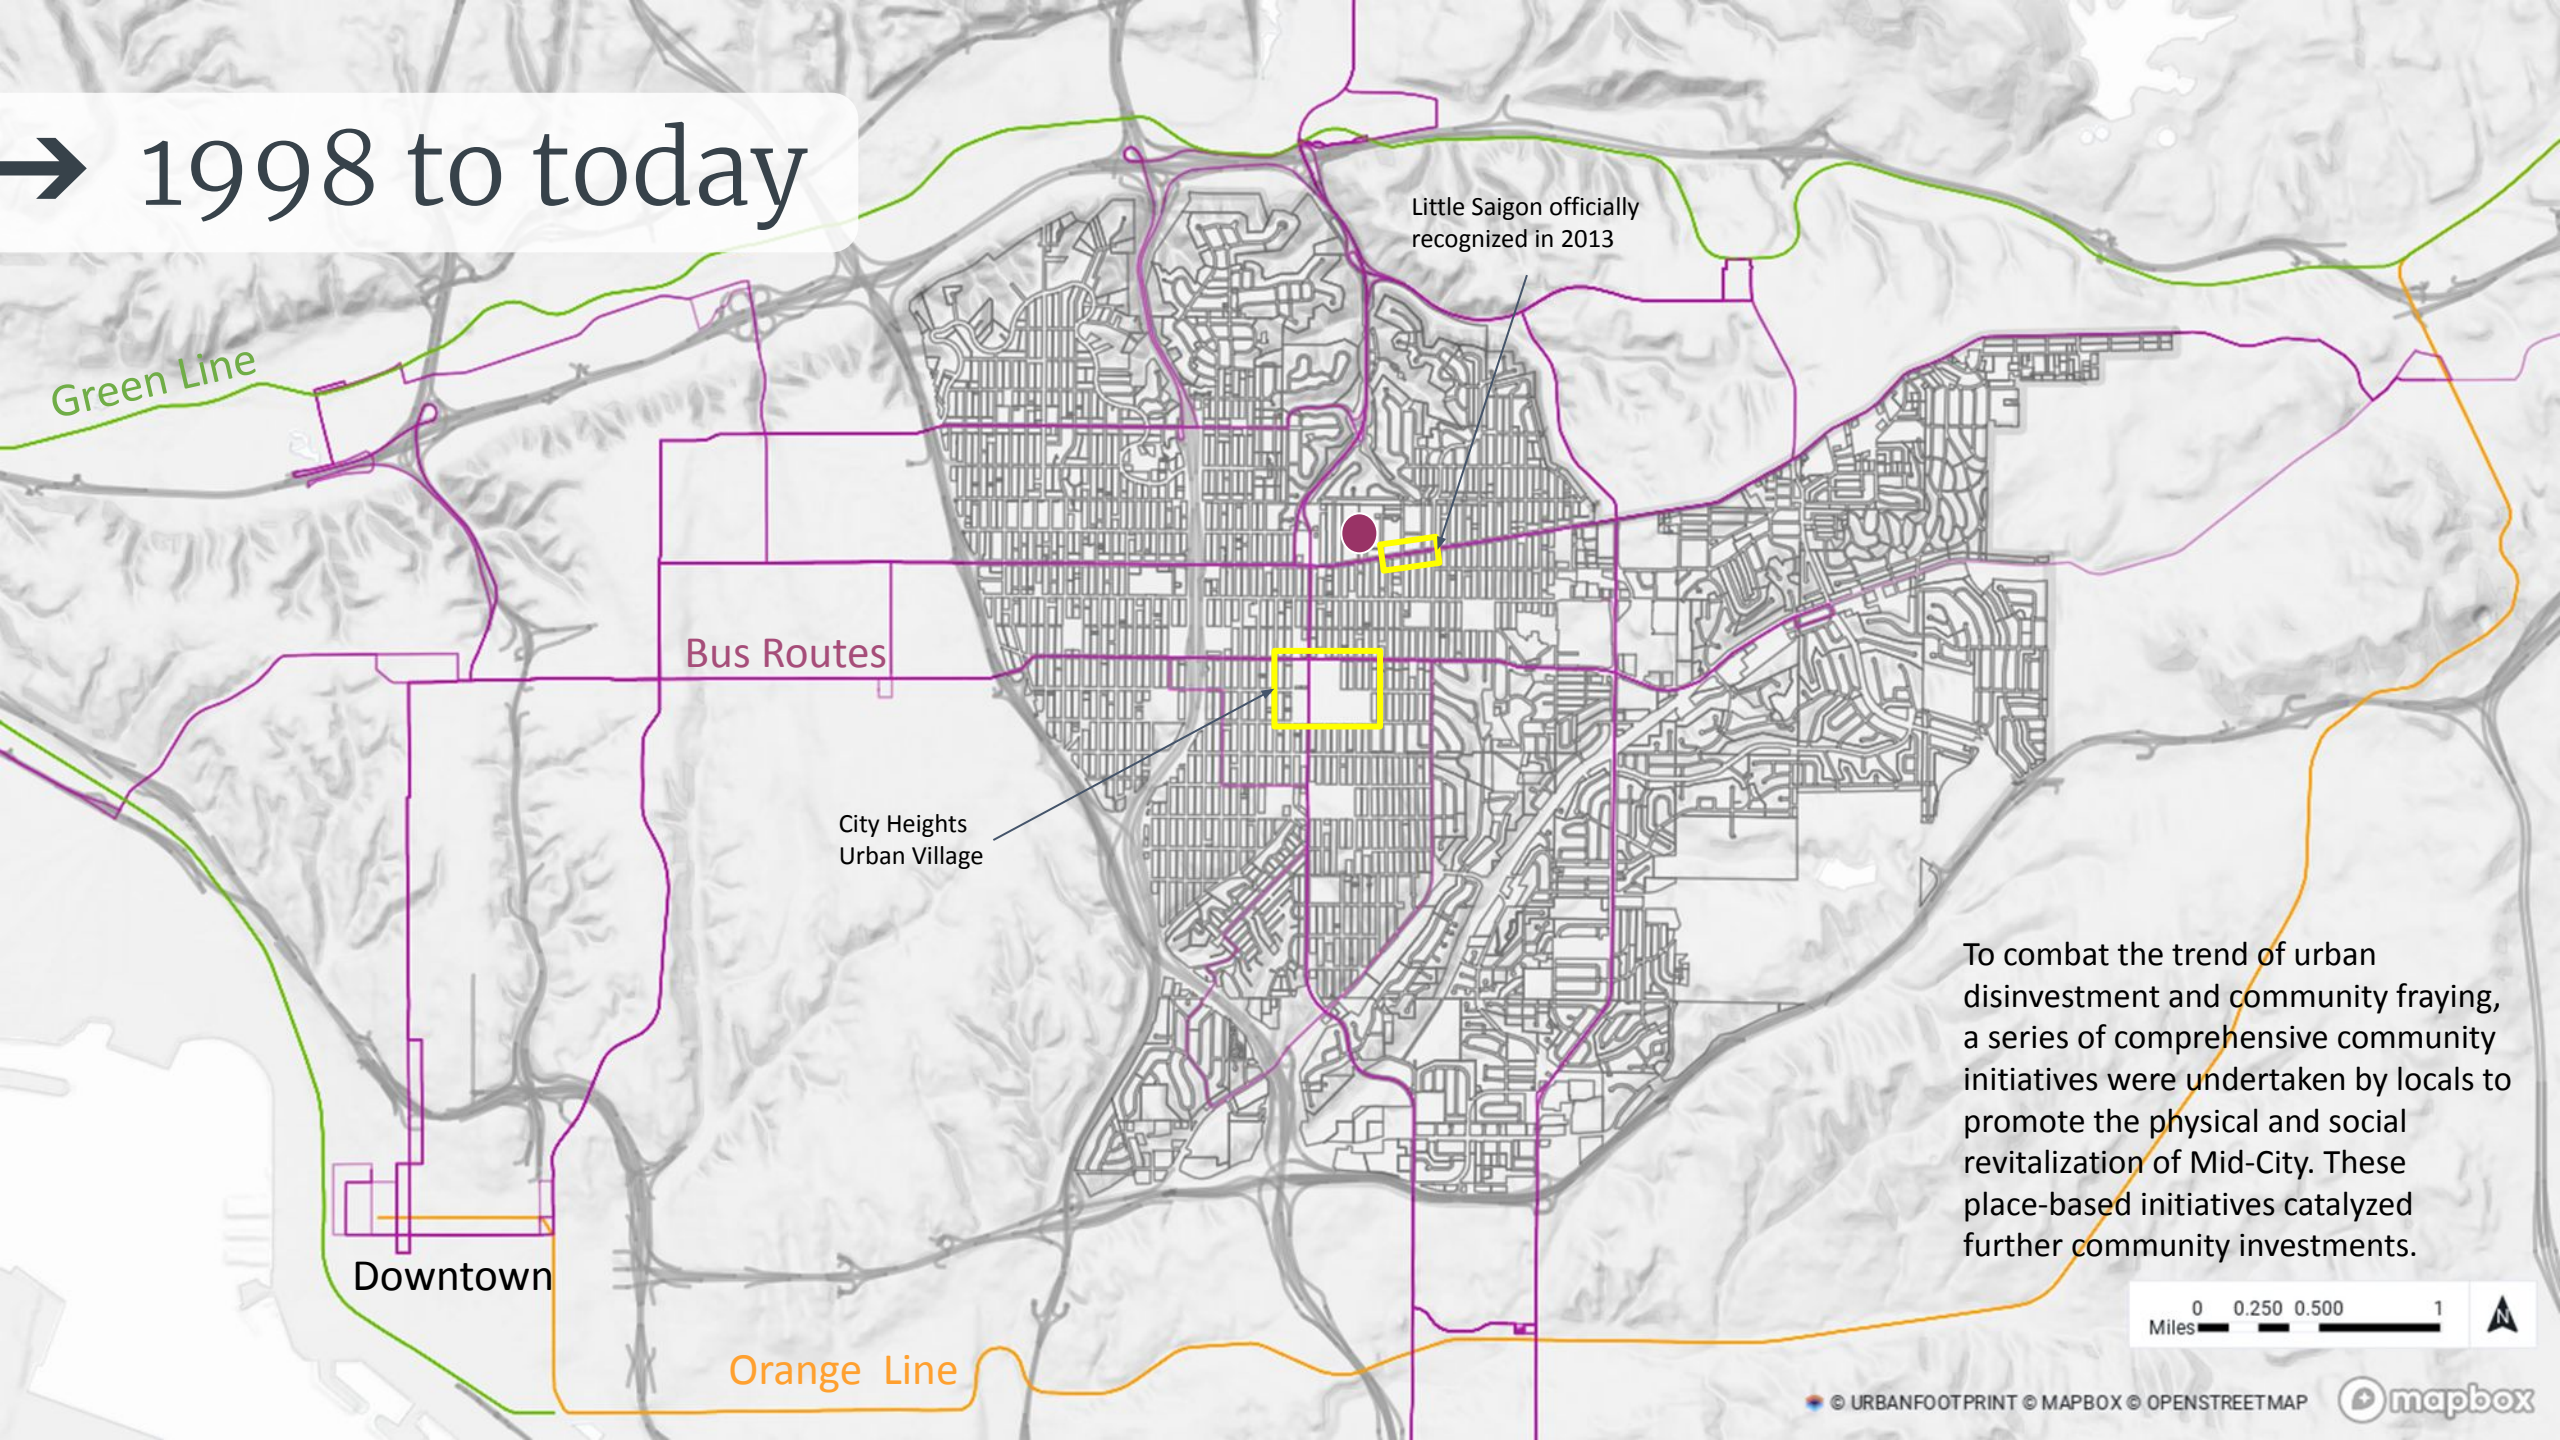 ➔ 1998 to today
Little Saigon officially
recognized in 2013
Green Line
Bus Routes
City Heights
Urban Village
To combat the trend of urban
disinvestment and community fraying,
a series of comprehensive community
initiatives were undertaken by locals to
promote the physical and social
revitalization of Mid-City. These
place-based initiatives catalyzed
further community investments.
Downtown
Orange Line
0 0.250 0.500 1
Miles
N
© URBANFOOTPRINT © MAPBOX © OPENSTREETMAP
mapbox